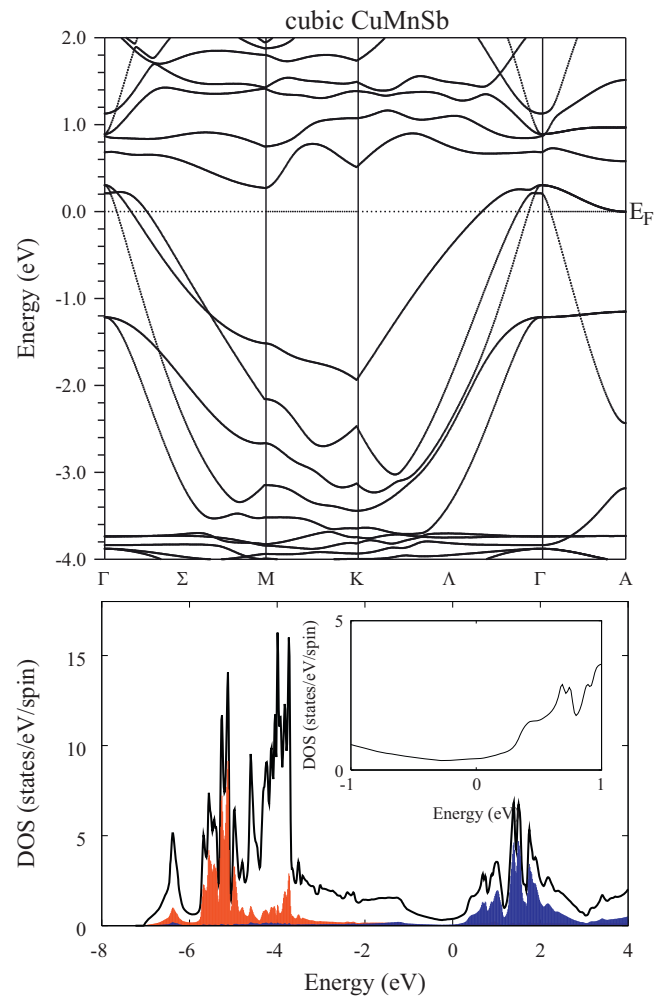 cubic CuMnSb
2.0
1.0
0.0
-1.0
-2.0
-3.0
-4.0
Energy (eV)
E_F
Γ Σ M K Λ Γ A
15
10
5
0
DOS (states/eV/spin)
-8 -6 -4 -2 0 2 4
Energy (eV)
5
0
DOS (states/eV/spin)
-1 0 1
Energy (eV)